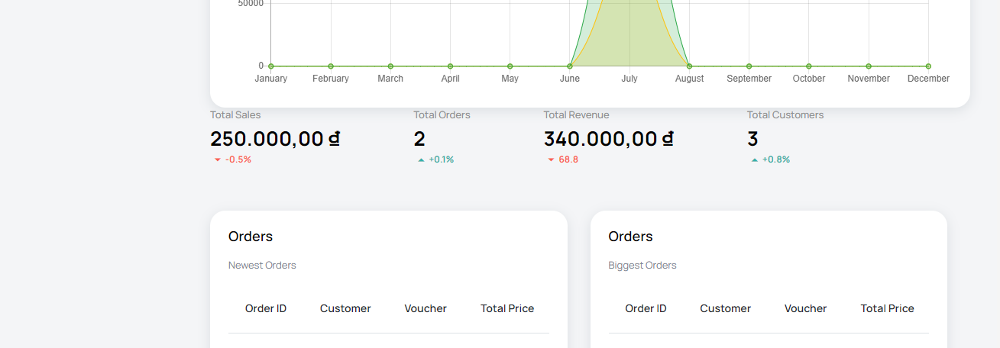 50000
0
January February March April May June July August September October November December
Total Sales Total Orders Total Revenue Total Customers
250.000,00 ₫ 2 340.000,00 ₫ 3
-0.5% +0.1% 68.8 +0.8%
Orders Orders
Newest Orders Biggest Orders
Order ID Customer Voucher Total Price Order ID Customer Voucher Total Price